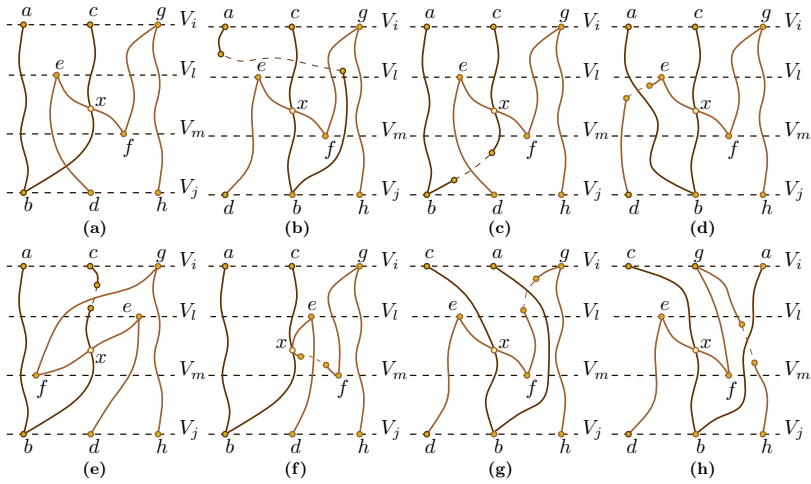 a c g V_i a c g V_i a c g V_i a c g V_i
e V_l e V_l e V_l e V_l
x x x x
V_m V_m V_m V_m
f f f f
b d h V_j d b h V_j b d h V_j d b h V_j
(a) (b) (c) (d)
a c g V_i a c g V_i c a g V_i c g a V_i
e V_l e V_l e V_l e V_l
x x x x
f V_m f V_m f V_m f V_m
b d h V_j b d h V_j d b h V_j d b h V_j
(e) (f) (g) (h)